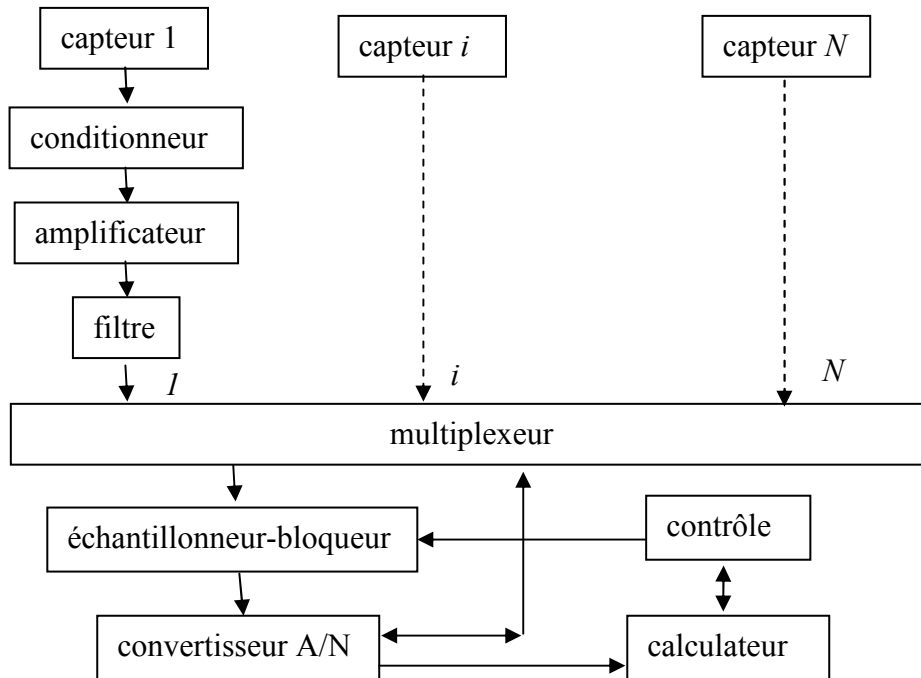 capteur 1
capteur i
capteur N
conditionneur
amplificateur
filtre
1
i
N
multiplexeur
échantillonneur-bloqueur
contrôle
convertisseur A/N
calculateur